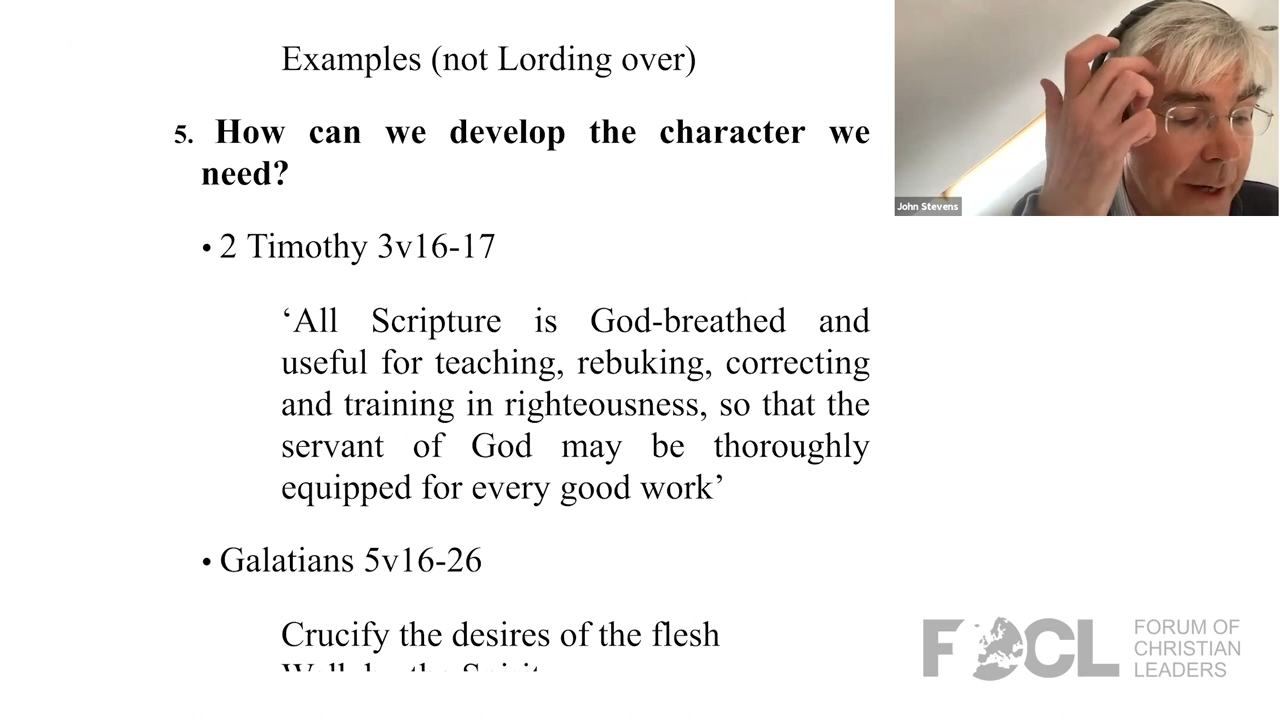 Examples (not Lording over)
5. How can we develop the character we
need?
• 2 Timothy 3v16-17
‘All Scripture is God-breathed and
useful for teaching, rebuking, correcting
and training in righteousness, so that the
servant of God may be thoroughly
equipped for every good work’
• Galatians 5v16-26
Crucify the desires of the flesh
John Stevens
FOCL
FORUM OF
CHRISTIAN
LEADERS